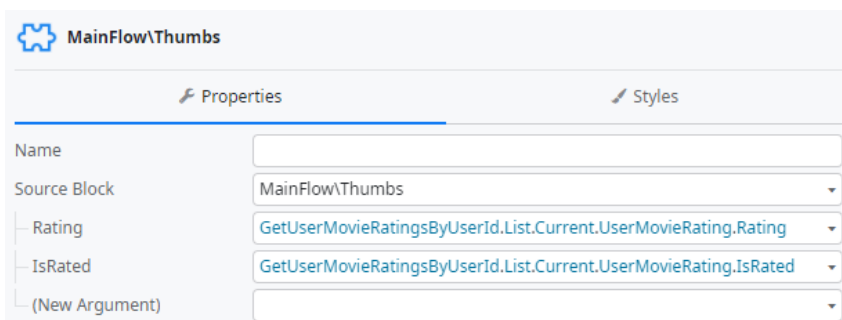 MainFlow\Thumbs
Properties
Styles
Name
Source Block MainFlow\Thumbs
Rating GetUserMovieRatingsByUserId.List.Current.UserMovieRating.Rating
IsRated GetUserMovieRatingsByUserId.List.Current.UserMovieRating.IsRated
(New Argument)